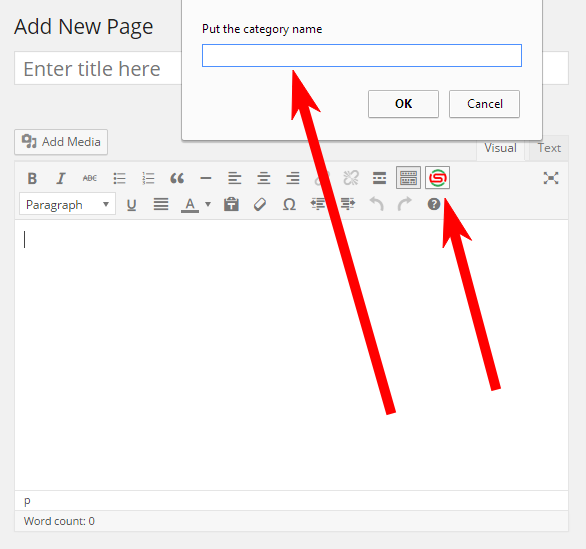 Add New Page
Put the category name
Enter title here
OK Cancel
Add Media
Visual Text
B I ABC
Paragraph U A Ω ?
p
Word count: 0